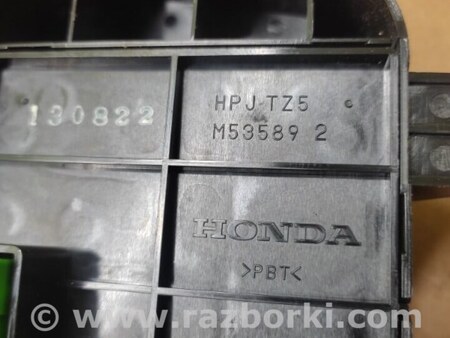 130822
HPJ-TZ5
M53589 2
HONDA
>PBT<
© www.razborki.com